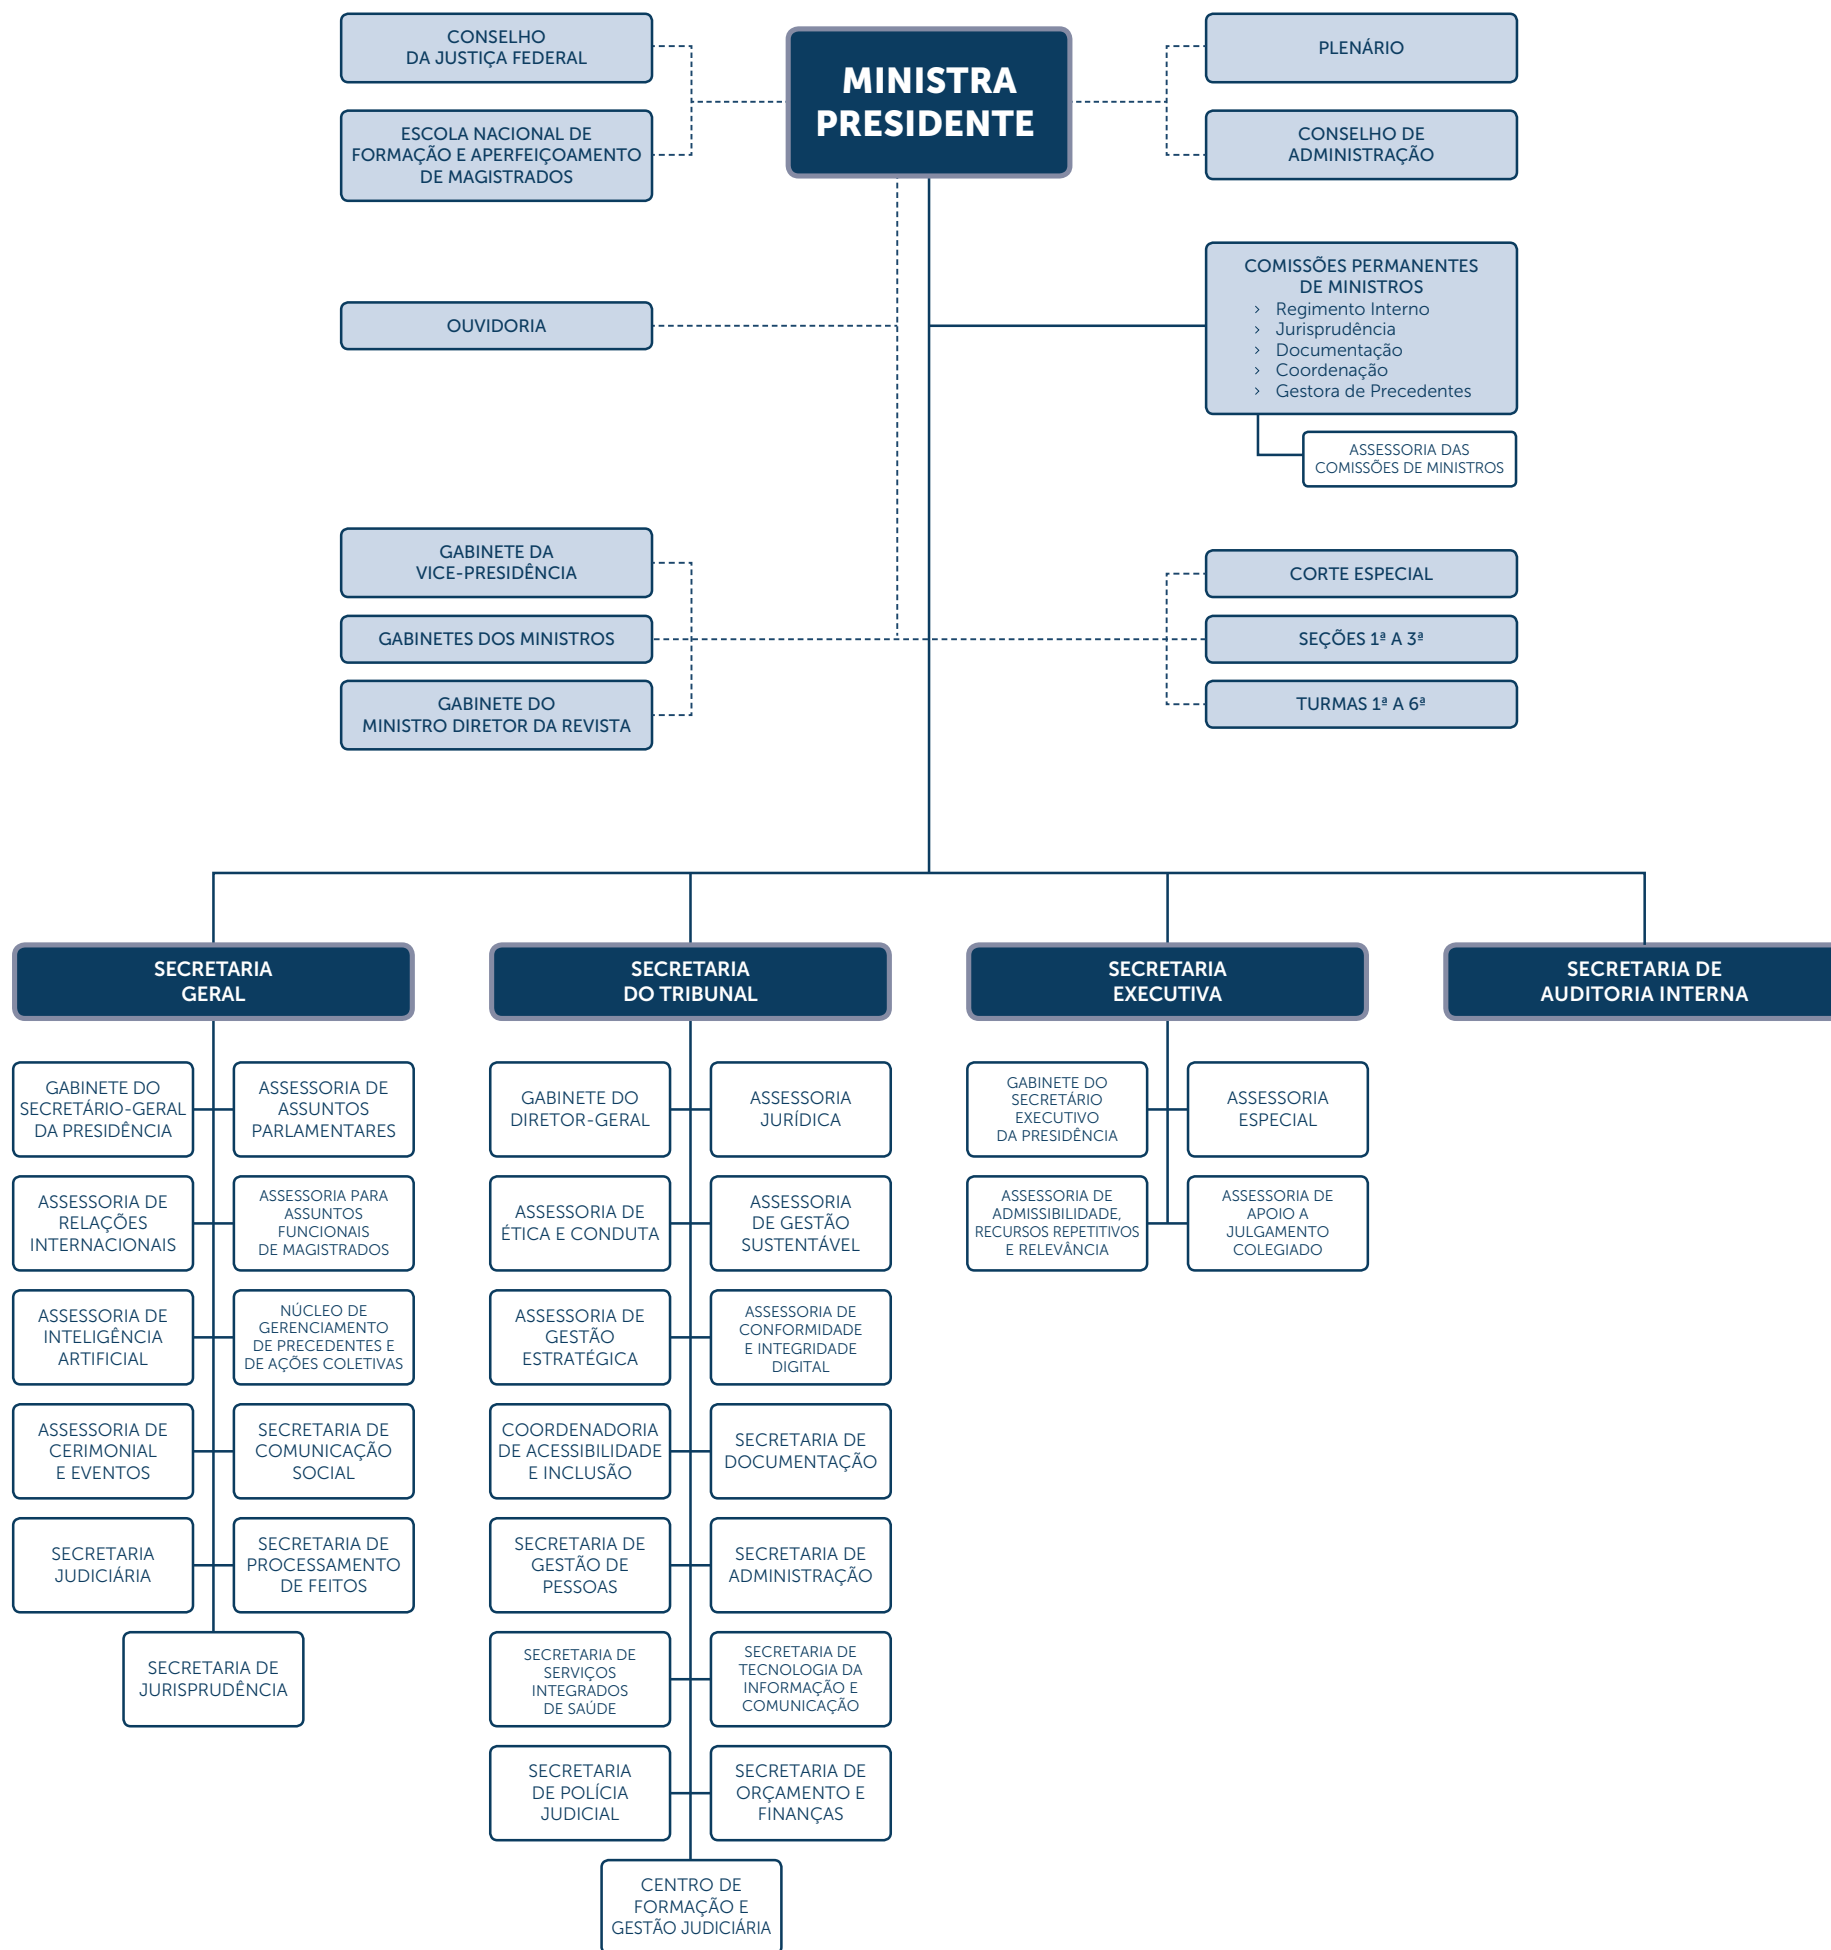 CONSELHO
DA JUSTIÇA FEDERAL
ESCOLA NACIONAL DE
FORMAÇÃO E APERFEIÇOAMENTO
DE MAGISTRADOS
MINISTRA
PRESIDENTE
PLENÁRIO
CONSELHO DE
ADMINISTRAÇÃO
OUVIDORIA
COMISSÕES PERMANENTES
DE MINISTROS
› Regimento Interno
› Jurisprudência
› Documentação
› Coordenação
› Gestora de Precedentes
ASSESSORIA DAS
COMISSÕES DE MINISTROS
GABINETE DA
VICE-PRESIDÊNCIA
GABINETES DOS MINISTROS
GABINETE DO
MINISTRO DIRETOR DA REVISTA
CORTE ESPECIAL
SEÇÕES 1ª A 3ª
TURMAS 1ª A 6ª
SECRETARIA
GERAL
GABINETE DO
SECRETÁRIO-GERAL
DA PRESIDÊNCIA
ASSESSORIA DE
ASSUNTOS
PARLAMENTARES
ASSESSORIA DE
RELAÇÕES
INTERNACIONAIS
ASSESSORIA PARA
ASSUNTOS
FUNCIONAIS
DE MAGISTRADOS
ASSESSORIA DE
INTELIGÊNCIA
ARTIFICIAL
NÚCLEO DE
GERENCIAMENTO
DE PRECEDENTES E
DE AÇÕES COLETIVAS
ASSESSORIA DE
CERIMONIAL
E EVENTOS
SECRETARIA DE
COMUNICAÇÃO
SOCIAL
SECRETARIA
JUDICIÁRIA
SECRETARIA DE
PROCESSAMENTO
DE FEITOS
SECRETARIA DE
JURISPRUDÊNCIA
SECRETARIA
DO TRIBUNAL
GABINETE DO
DIRETOR-GERAL
ASSESSORIA
JURÍDICA
ASSESSORIA DE
ÉTICA E CONDUTA
ASSESSORIA
DE GESTÃO
SUSTENTÁVEL
ASSESSORIA DE
GESTÃO
ESTRATÉGICA
ASSESSORIA DE
CONFORMIDADE
E INTEGRIDADE
DIGITAL
COORDENADORIA
DE ACESSIBILIDADE
E INCLUSÃO
SECRETARIA DE
DOCUMENTAÇÃO
SECRETARIA DE
GESTÃO DE
PESSOAS
SECRETARIA DE
ADMINISTRAÇÃO
SECRETARIA DE
SERVIÇOS
INTEGRADOS
DE SAÚDE
SECRETARIA DE
TECNOLOGIA DA
INFORMAÇÃO E
COMUNICAÇÃO
SECRETARIA
DE POLÍCIA
JUDICIAL
SECRETARIA DE
ORÇAMENTO E
FINANÇAS
CENTRO DE
FORMAÇÃO E
GESTÃO JUDICIÁRIA
SECRETARIA
EXECUTIVA
GABINETE DO
SECRETÁRIO
EXECUTIVO
DA PRESIDÊNCIA
ASSESSORIA
ESPECIAL
ASSESSORIA DE
ADMISSIBILIDADE,
RECURSOS REPETITIVOS
E RELEVÂNCIA
ASSESSORIA DE
APOIO A
JULGAMENTO
COLEGIADO
SECRETARIA DE
AUDITORIA INTERNA